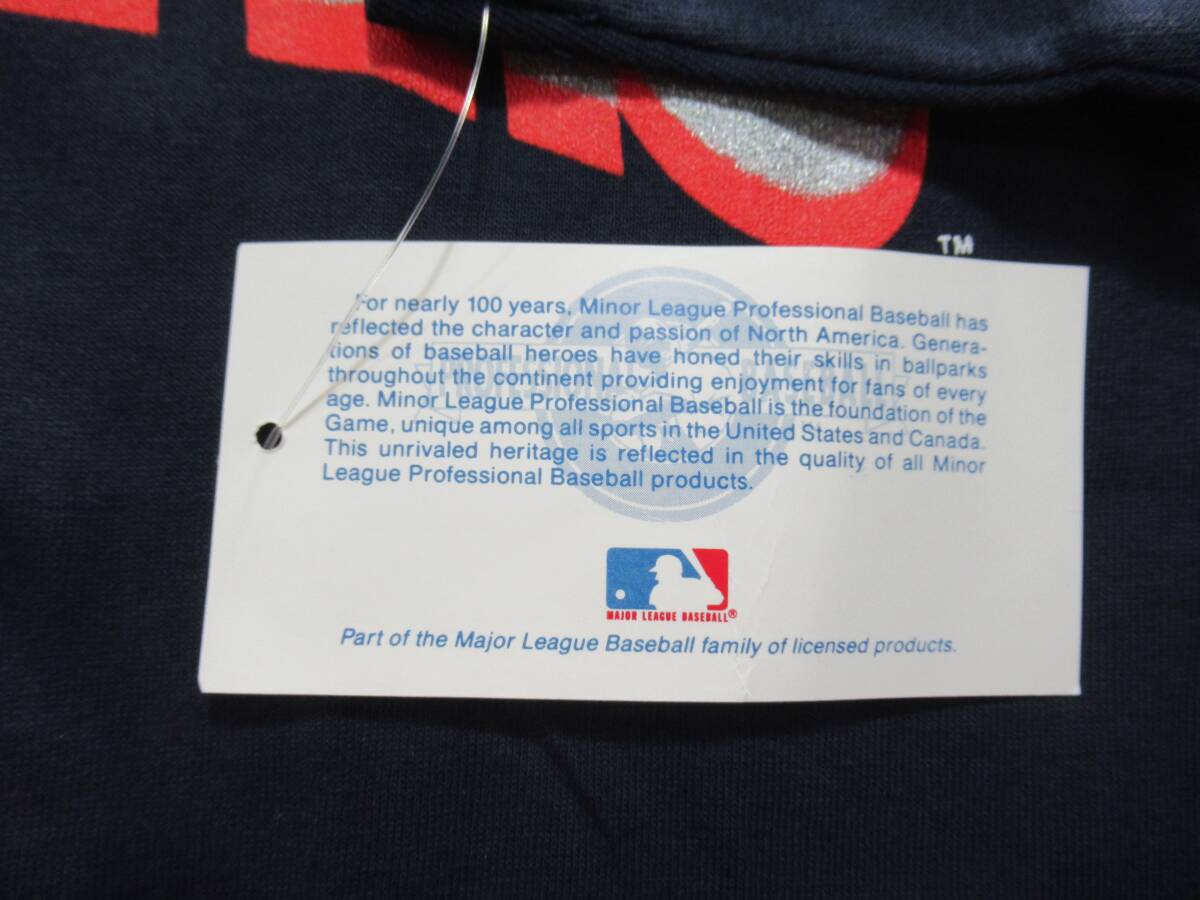 TM
For nearly 100 years, Minor League Professional Baseball has
reflected the character and passion of North America. Genera-
tions of baseball heroes have honed their skills in ballparks
throughout the continent providing enjoyment for fans of every
age. Minor League Professional Baseball is the foundation of the
Game, unique among all sports in the United States and Canada.
This unrivaled heritage is reflected in the quality of all Minor
League Professional Baseball products.
PROFESSIONAL BASEBALL
MAJOR LEAGUE BASEBALL®
Part of the Major League Baseball family of licensed products.